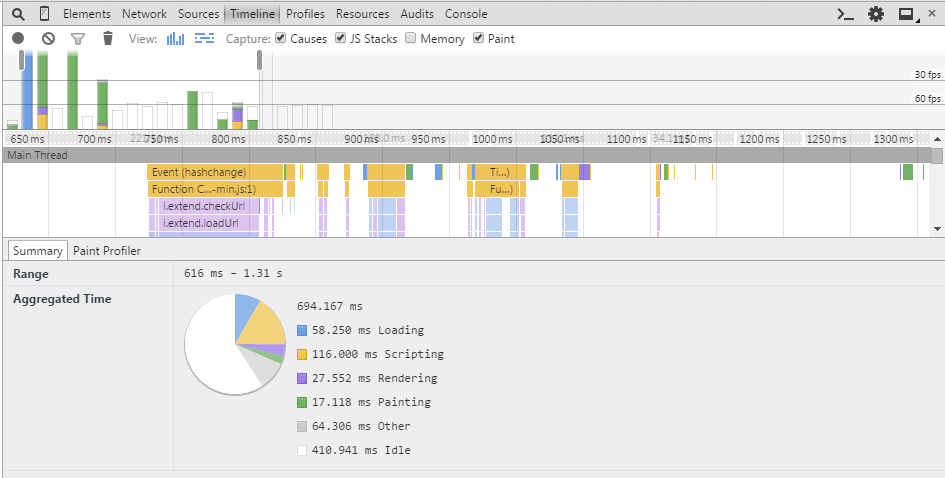 Elements Network Sources Timeline Profiles Resources Audits Console
View: Capture: Causes JS Stacks Memory Paint
30 fps
60 fps
650 ms 700 ms 750 ms 800 ms 850 ms 900 ms 950 ms 1000 ms 1050 ms 1100 ms 1150 ms 1200 ms 1250 ms 1300 ms
Main Thread
Event (hashchange) Ti...)
Function C...-min.js:1) Fu...)
i.extend.checkUrl
i.extend.loadUrl
Summary Paint Profiler
Range 616 ms – 1.31 s
Aggregated Time
694.167 ms
58.250 ms Loading
116.000 ms Scripting
27.552 ms Rendering
17.118 ms Painting
64.306 ms Other
410.941 ms Idle